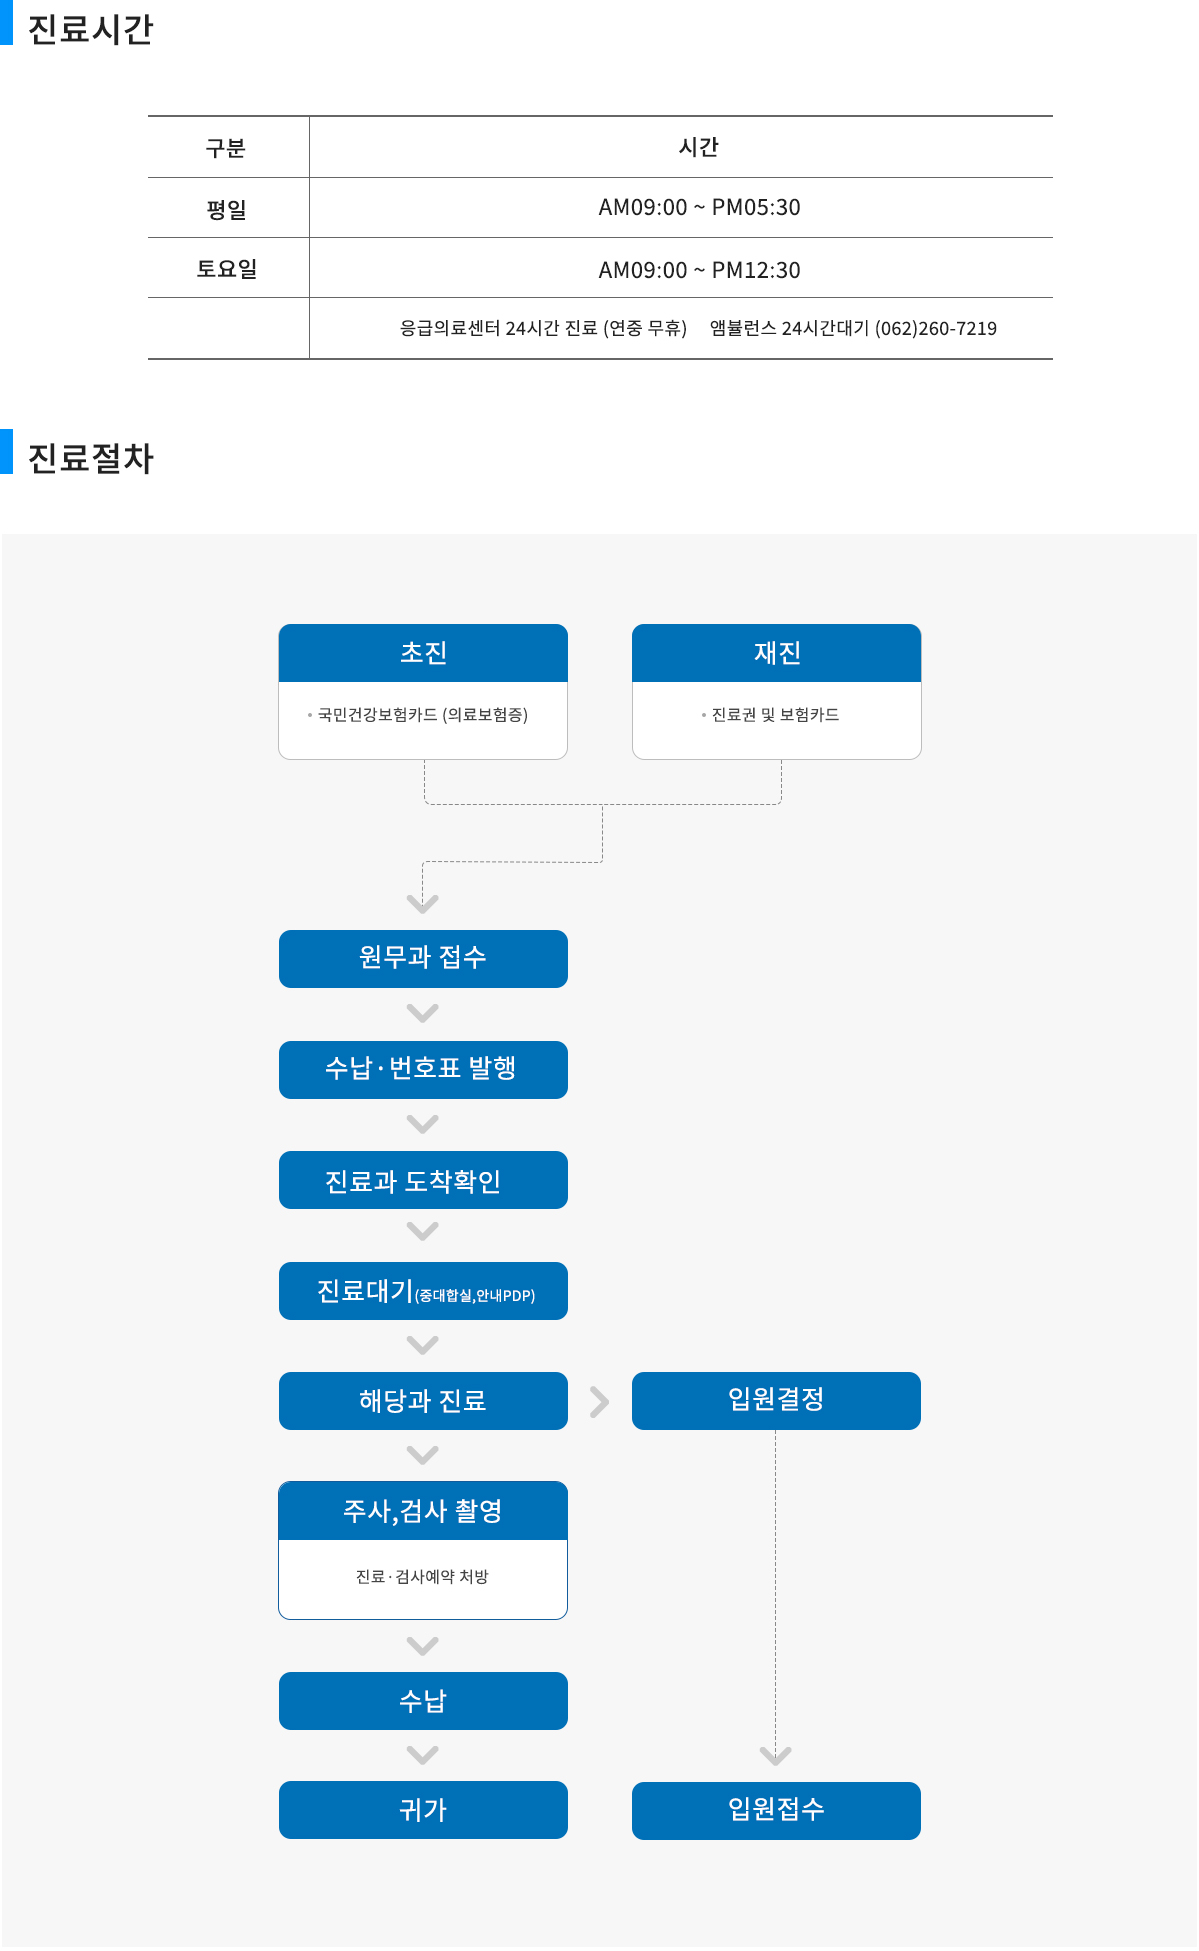 진료시간
구분 시간
평일 AM09:00 ~ PM05:30
토요일 AM09:00 ~ PM12:30
응급의료센터 24시간 진료 (연중 무휴) 앰뷸런스 24시간대기 (062)260-7219
진료절차
초진 재진
• 국민건강보험카드 (의료보험증) • 진료권 및 보험카드
원무과 접수
수납·번호표 발행
진료과 도착확인
진료대기(중대합실,안내PDP)
해당과 진료 입원결정
주사,검사 촬영
진료·검사예약 처방
수납
귀가 입원접수